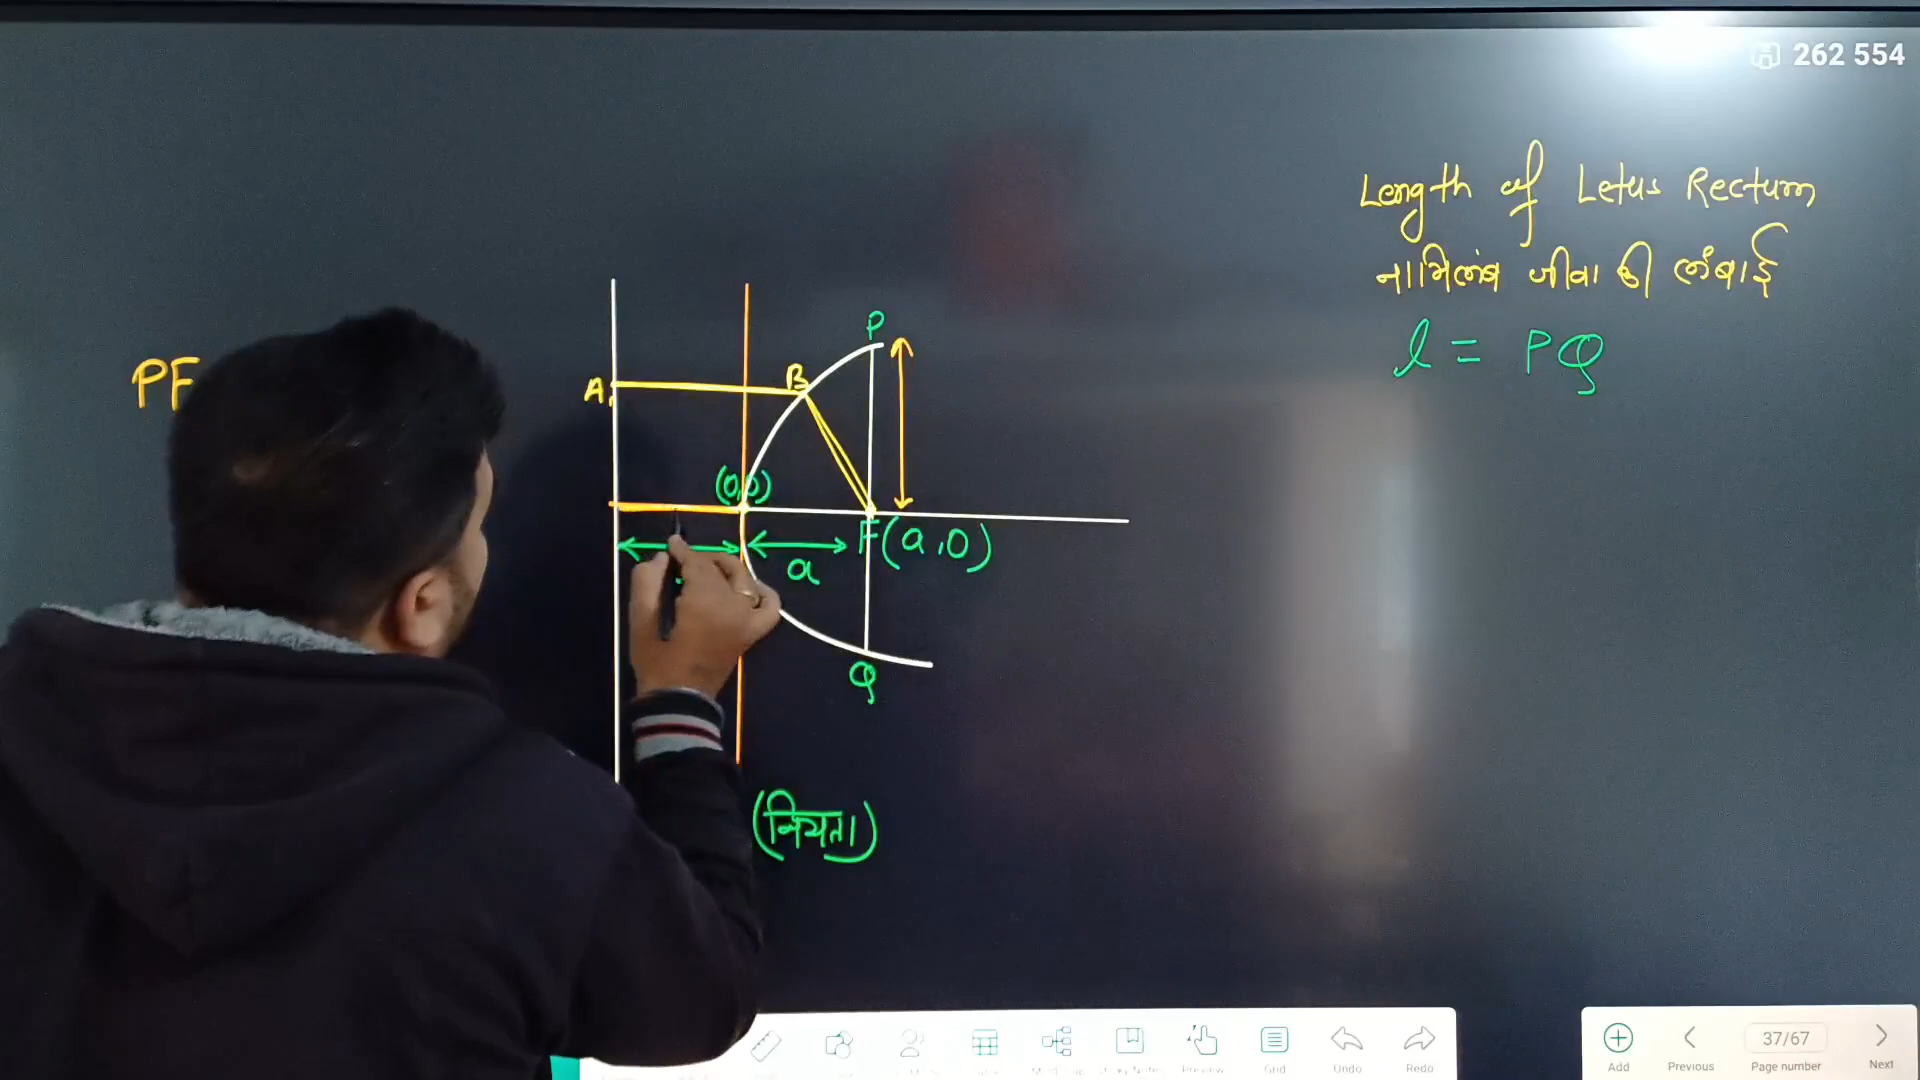 262 554
Length of Letus Rectum
नाभिलंब जीवा की लंबाई
l = PQ
P
PF
A
B
(0,0)
F(a,0)
a
Q
(नियता)
Grid
Undo
Redo
Add
Previous
37/67
Page number
Next